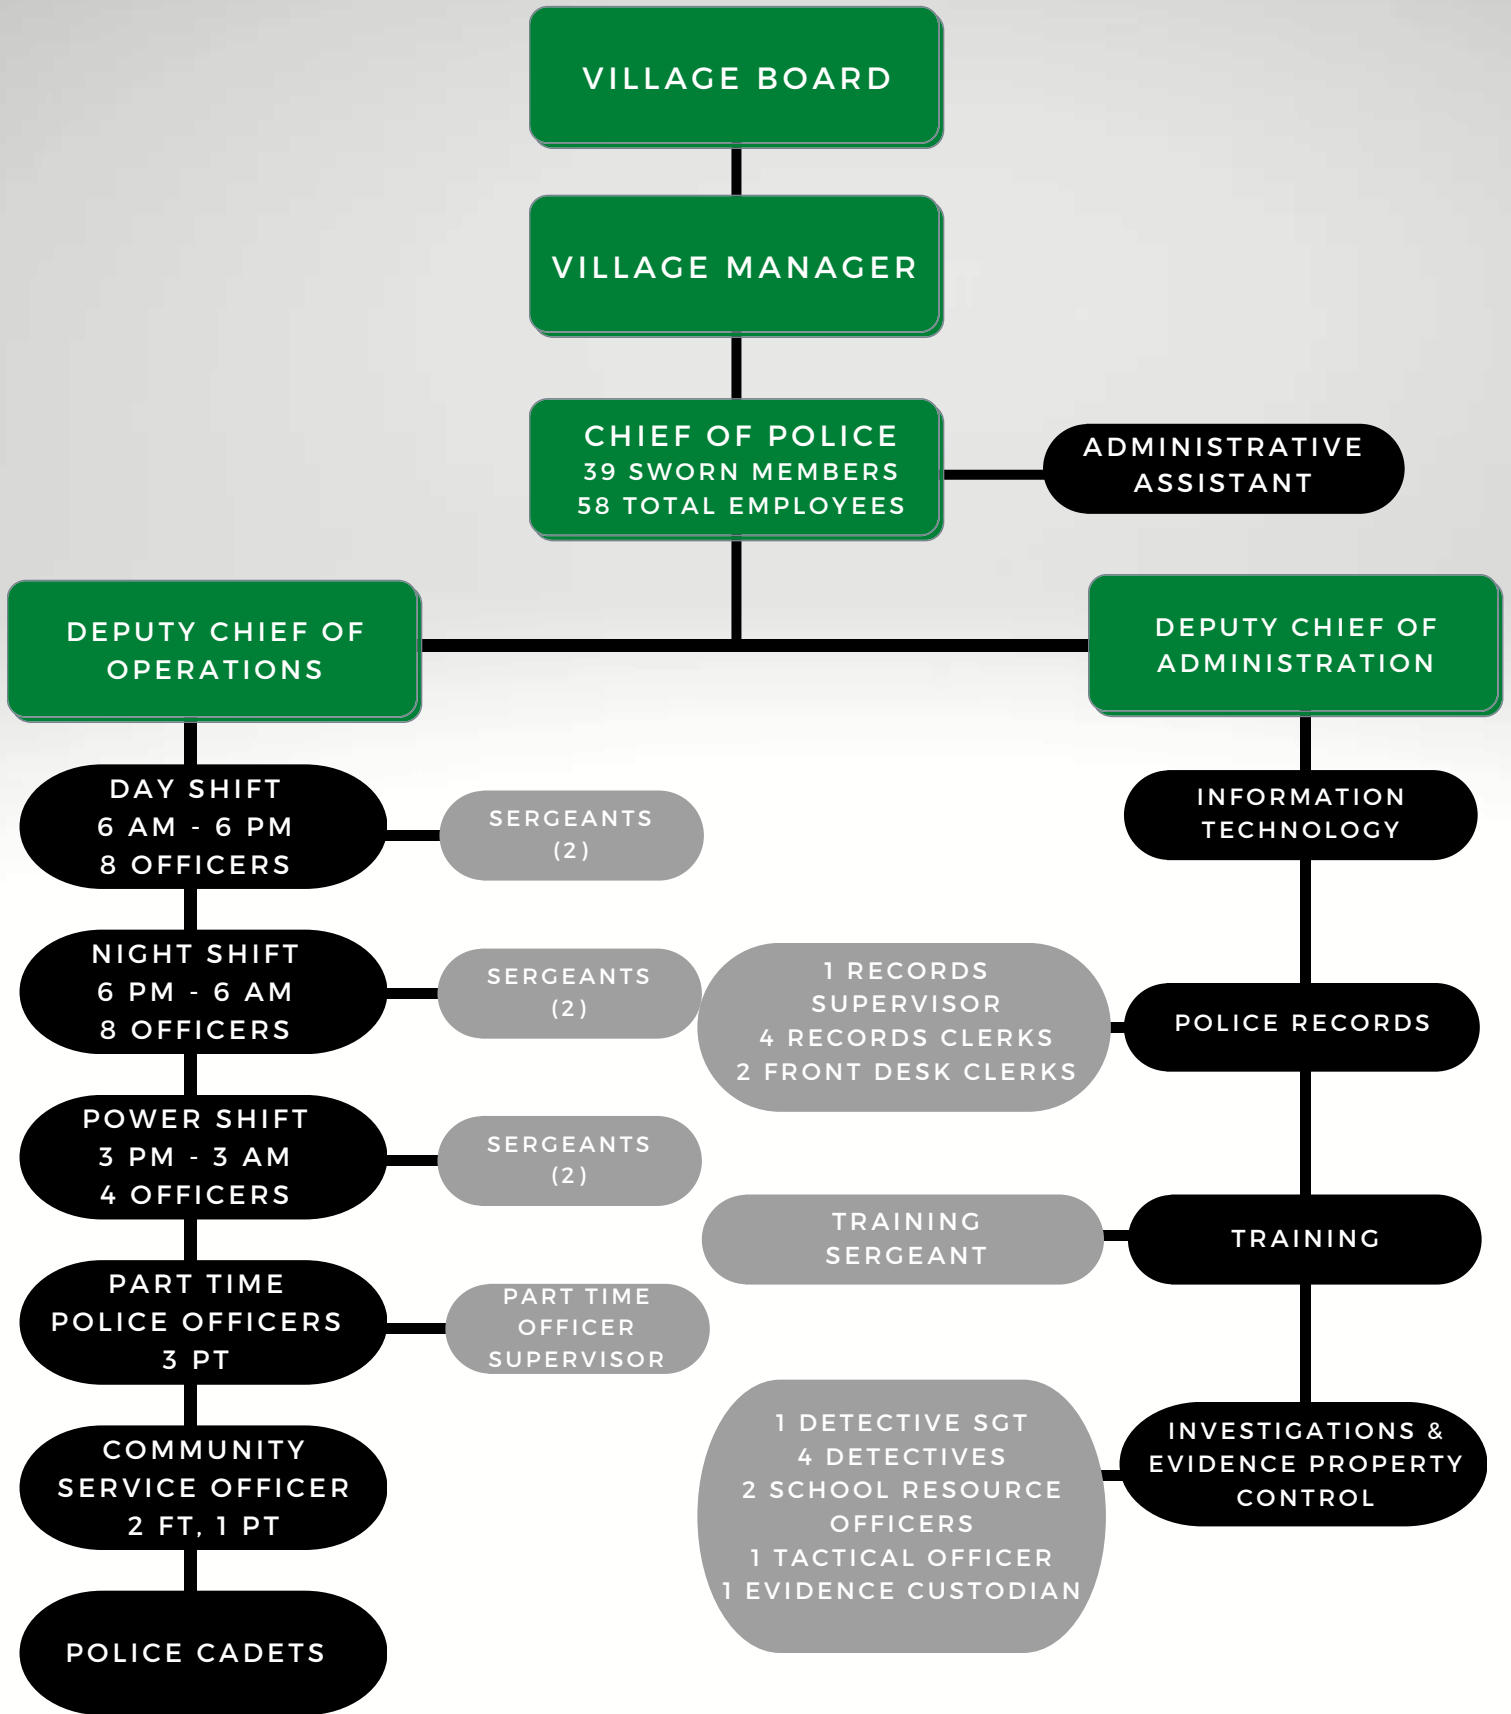 VILLAGE BOARD
VILLAGE MANAGER
CHIEF OF POLICE
39 SWORN MEMBERS
58 TOTAL EMPLOYEES
ADMINISTRATIVE
ASSISTANT
DEPUTY CHIEF OF
OPERATIONS
DEPUTY CHIEF OF
ADMINISTRATION
DAY SHIFT
6 AM - 6 PM
8 OFFICERS
SERGEANTS
(2)
NIGHT SHIFT
6 PM - 6 AM
8 OFFICERS
SERGEANTS
(2)
POWER SHIFT
3 PM - 3 AM
4 OFFICERS
SERGEANTS
(2)
PART TIME
POLICE OFFICERS
3 PT
PART TIME
OFFICER
SUPERVISOR
COMMUNITY
SERVICE OFFICER
2 FT, 1 PT
POLICE CADETS
INFORMATION
TECHNOLOGY
1 RECORDS
SUPERVISOR
4 RECORDS CLERKS
2 FRONT DESK CLERKS
POLICE RECORDS
TRAINING
SERGEANT
TRAINING
1 DETECTIVE SGT
4 DETECTIVES
2 SCHOOL RESOURCE
OFFICERS
1 TACTICAL OFFICER
1 EVIDENCE CUSTODIAN
INVESTIGATIONS &
EVIDENCE PROPERTY
CONTROL